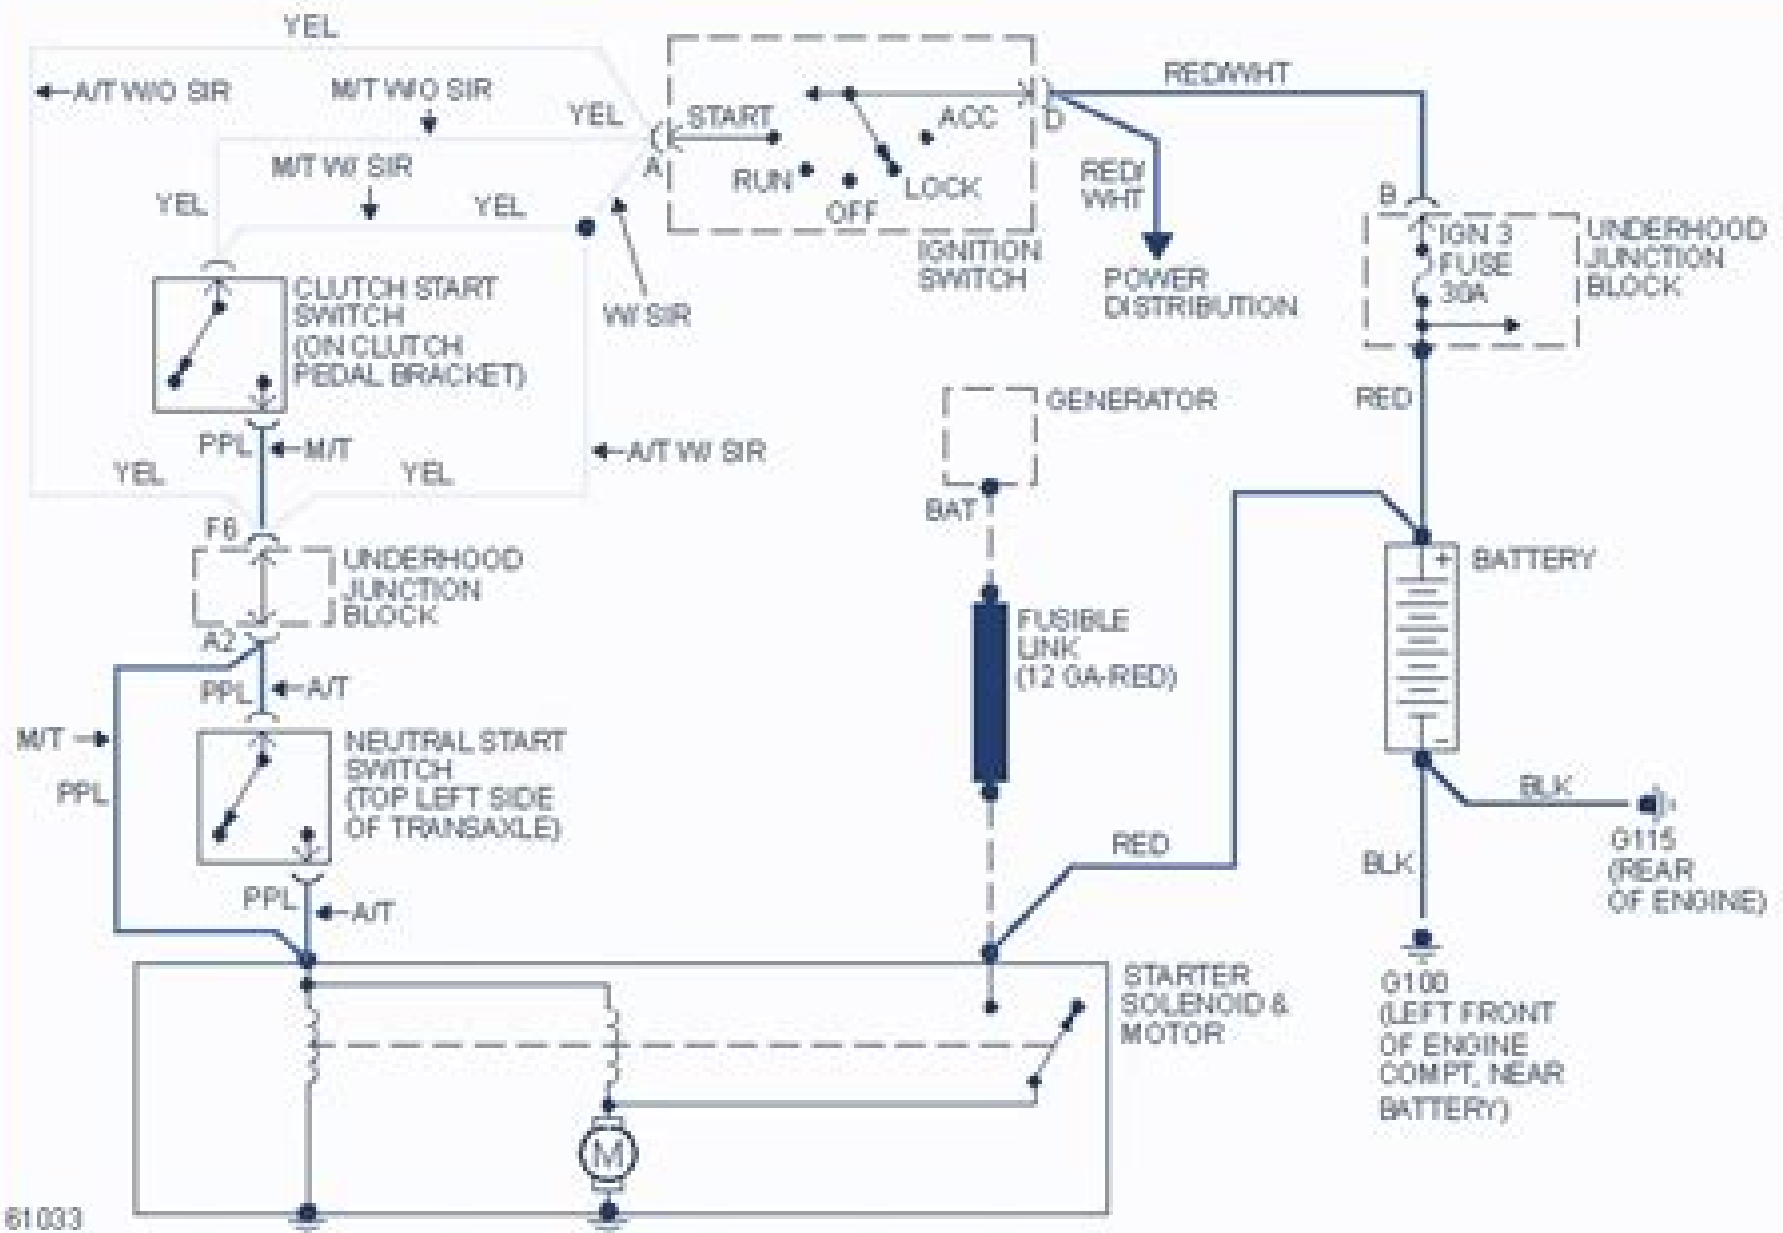 YEL
A/T W/O SIR
M/T W/O SIR
YEL
M/T W/ SIR
YEL
YEL
A
START
RUN
OFF
LOCK
ACC
D
IGNITION
SWITCH
W/ SIR
RED/WHT
RED/
WHT
POWER
DISTRIBUTION
B
IGN 3
FUSE
30A
UNDERHOOD
JUNCTION
BLOCK
RED
CLUTCH START
SWITCH
(ON CLUTCH
PEDAL BRACKET)
PPL
M/T
YEL
YEL
A/T W/ SIR
F6
UNDERHOOD
JUNCTION
BLOCK
A2
PPL
A/T
M/T
PPL
NEUTRAL START
SWITCH
(TOP LEFT SIDE
OF TRANSAXLE)
PPL
A/T
GENERATOR
BAT
FUSIBLE
LINK
(12 GA-RED)
RED
+
BATTERY
-
BLK
G115
(REAR
OF ENGINE)
BLK
G100
(LEFT FRONT
OF ENGINE
COMPT, NEAR
BATTERY)
STARTER
SOLENOID &
MOTOR
M
61033